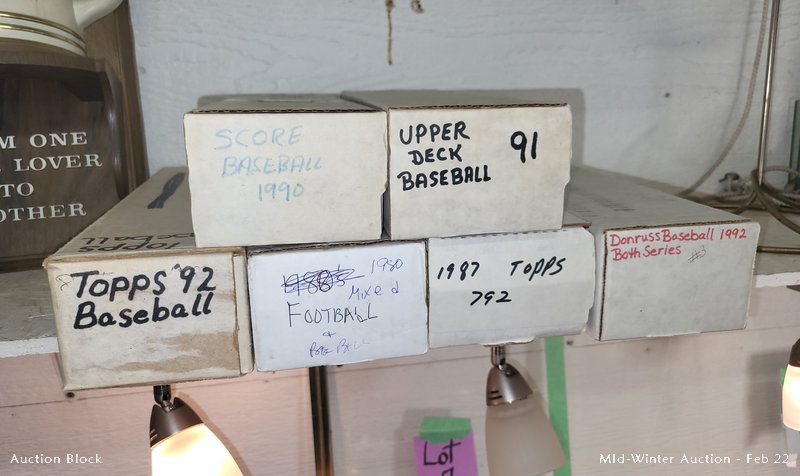 M ONE
LOVER
TO
OTHER
SCORE
BASEBALL
1990
UPPER
DECK
BASEBALL
91
TOPPS '92
Baseball
1980
Mixed
FOOTBALL
+
1987 TOPPS
792
Donruss Baseball 1992
Both Series
#3
Lot
Auction Block
MId-Winter Auction - Feb 22